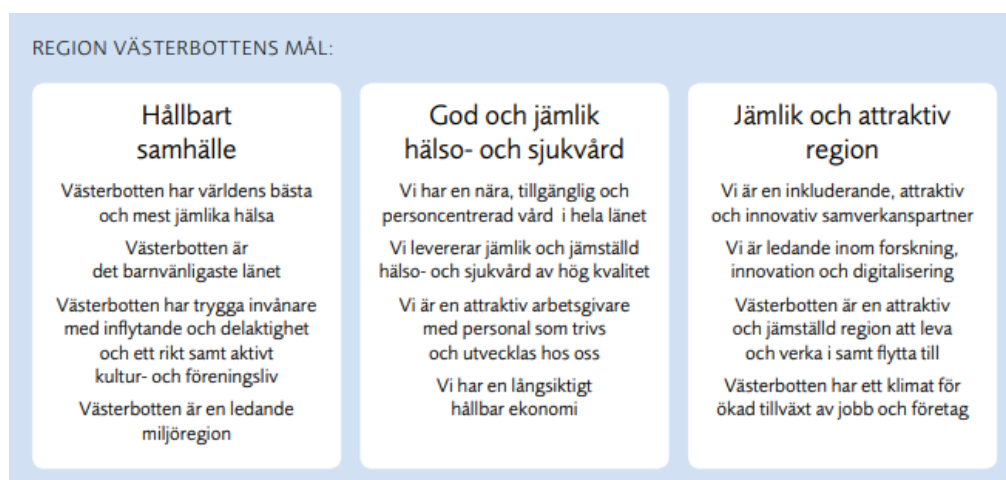 REGION VÄSTERBOTTENS MÅL:
Hållbart
samhälle
Västerbotten har världens bästa
och mest jämlika hälsa
Västerbotten är
det barnvänligaste länet
Västerbotten har trygga invånare
med inflytande och delaktighet
och ett rikt samt aktivt
kultur- och föreningsliv
Västerbotten är en ledande
miljöregion
God och jämlik
hälso- och sjukvård
Vi har en nära, tillgänglig och
personcentrerad vård i hela länet
Vi levererar jämlik och jämställd
hälso- och sjukvård av hög kvalitet
Vi är en attraktiv arbetsgivare
med personal som trivs
och utvecklas hos oss
Vi har en långsiktigt
hållbar ekonomi
Jämlik och attraktiv
region
Vi är en inkluderande, attraktiv
och innovativ samverkanspartner
Vi är ledande inom forskning,
innovation och digitalisering
Västerbotten är en attraktiv
och jämställd region att leva
och verka i samt flytta till
Västerbotten har ett klimat för
ökad tillväxt av jobb och företag